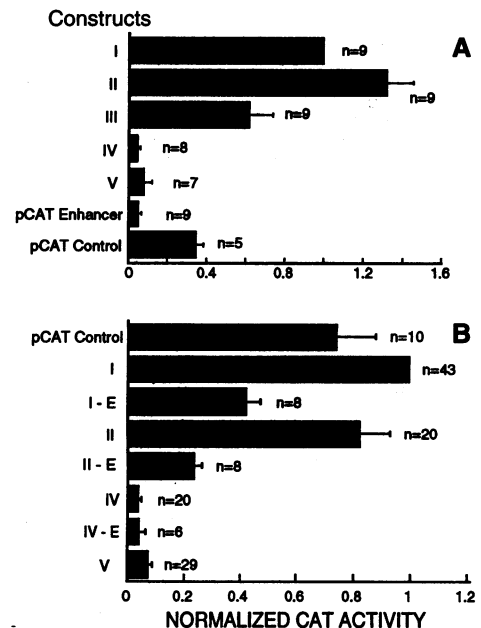 Constructs
A
I n=9
II n=9
III n=9
IV n=8
V n=7
pCAT Enhancer n=9
pCAT Control n=5
0 0.4 0.8 1.2 1.6
B
pCAT Control n=10
I n=43
I - E n=8
II n=20
II - E n=8
IV n=20
IV - E n=6
V n=29
0 0.2 0.4 0.6 0.8 1 1.2
NORMALIZED CAT ACTIVITY